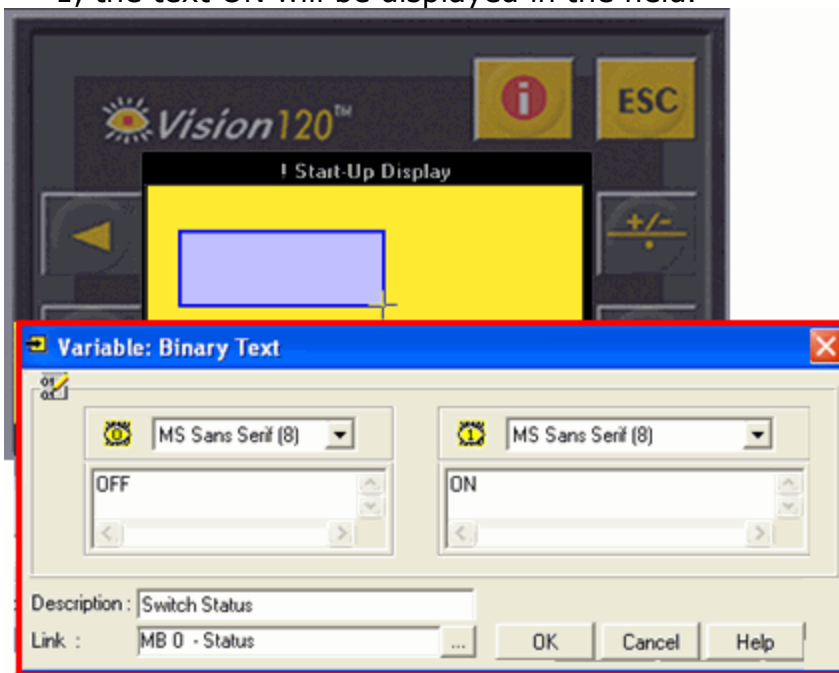 1, the text ON will be displayed in the field.
Vision120™
i ESC
! Start-Up Display
+/-
Variable: Binary Text
0 MS Sans Serif (8)
1 MS Sans Serif (8)
OFF
ON
Description : Switch Status
Link : MB 0 - Status ... OK Cancel Help